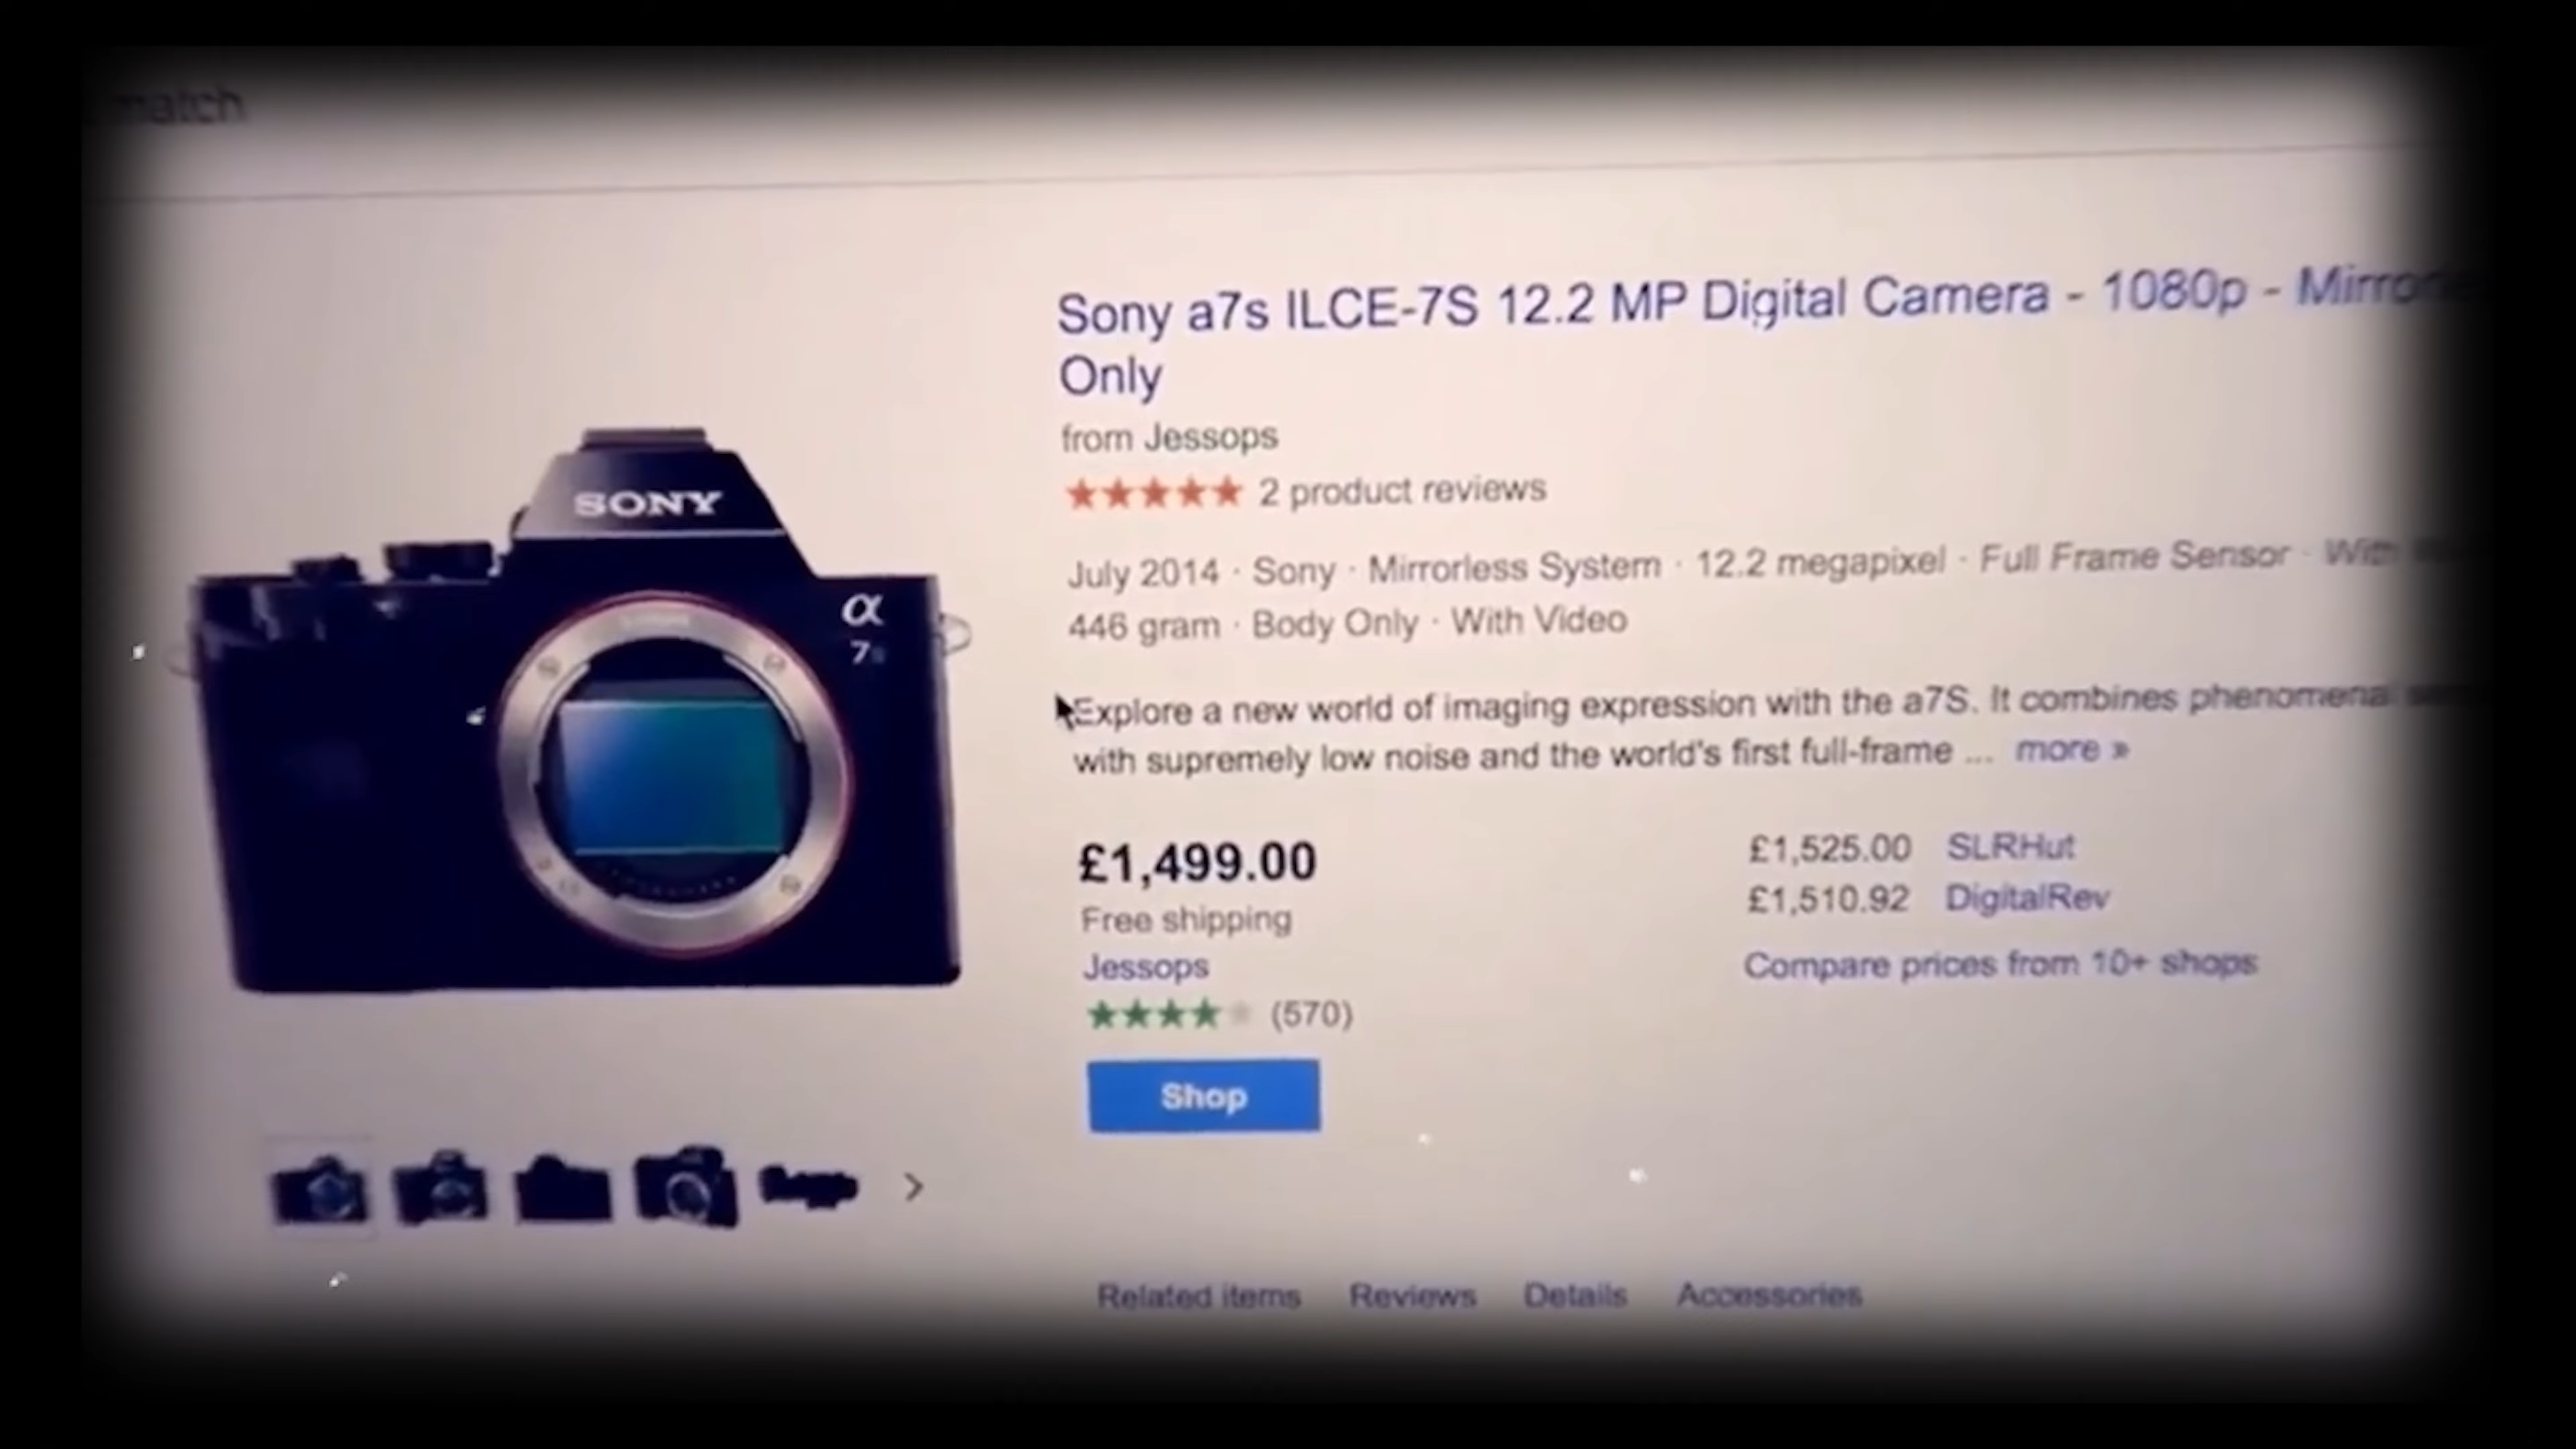 match
Sony a7s ILCE-7S 12.2 MP Digital Camera - 1080p -
Only
from Jessops
2 product reviews
July 2014 · Sony · Mirrorless System · 12.2 megapixel · Full Frame Sensor · With
446 gram · Body Only · With Video
Explore a new world of imaging expression with the a7S. It combines phenomenal
with supremely low noise and the world's first full-frame ... more »
£1,499.00
Free shipping
Jessops
(570)
Shop
£1,525.00 SLRHut
£1,510.92 DigitalRev
Compare prices from 10+ shops
SONY
α
7s
Related items Reviews Details Accessories